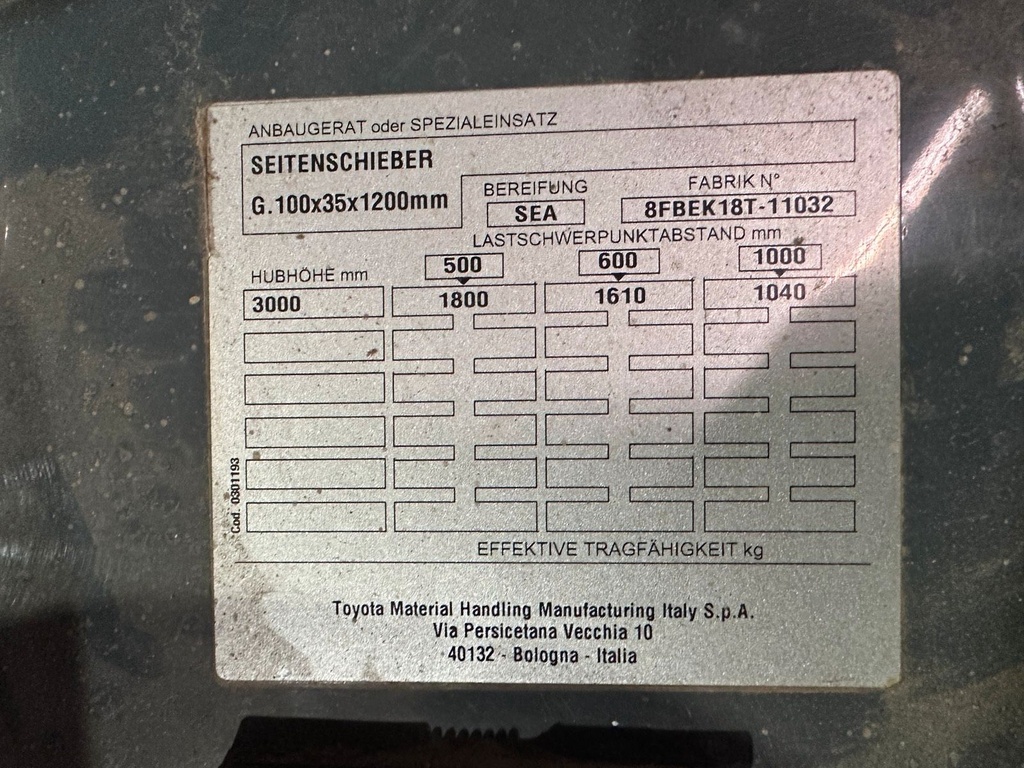 ANBAUGERAT oder SPEZIALEINSATZ
SEITENSCHIEBER
G.100x35x1200mm
BEREIFUNG
SEA
FABRIK N°
8FBEK18T-11032
LASTSCHWERPUNKTABSTAND mm
HUBHÖHE mm
500
600
1000
3000
1800
1610
1040
Cod. 0301193
EFFEKTIVE TRAGFÄHIGKEIT kg
Toyota Material Handling Manufacturing Italy S.p.A.
Via Persicetana Vecchia 10
40132 - Bologna - Italia